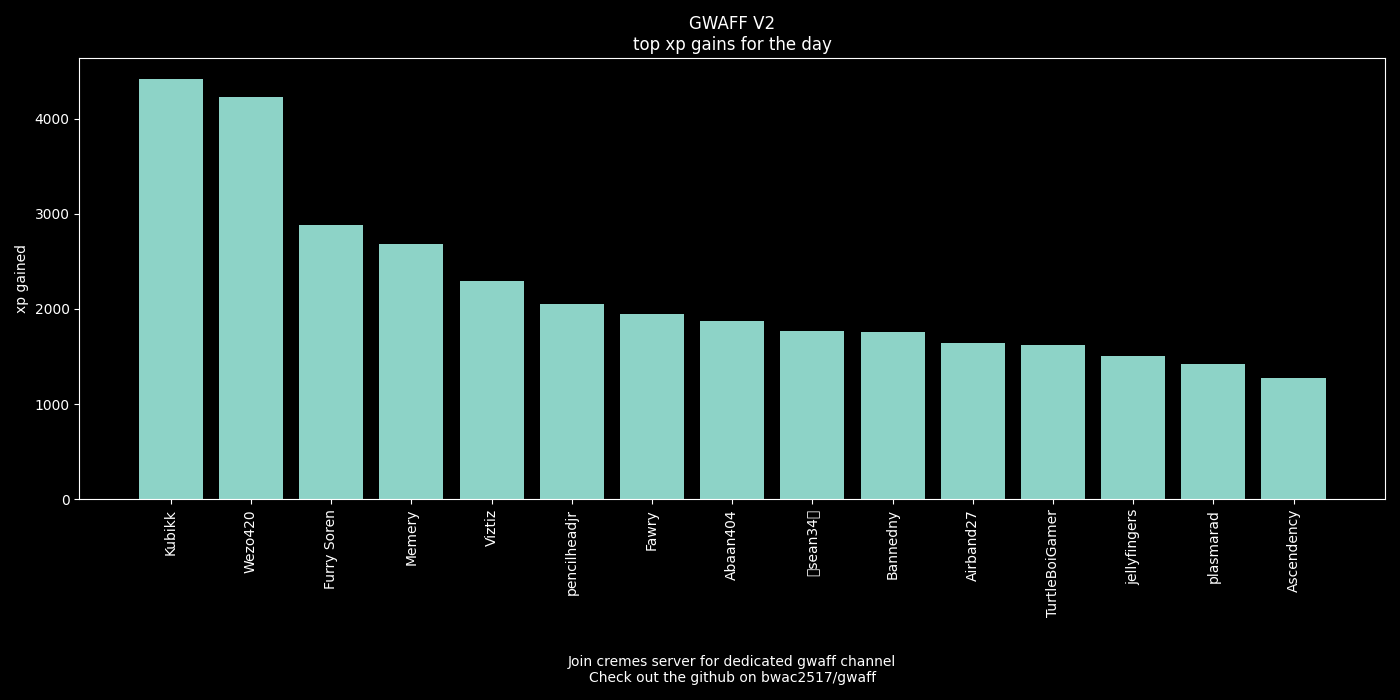 GWAFF V2
top xp gains for the day
xp gained
4000
3000
2000
1000
0
Kubikk
Wezo420
Furry Soren
Memery
Viztiz
pencilheadjr
Fawry
Abaan404
▯sean34▯
Bannedny
Airband27
TurtleBoiGamer
jellyfingers
plasmarad
Ascendency
Join cremes server for dedicated gwaff channel
Check out the github on bwac2517/gwaff